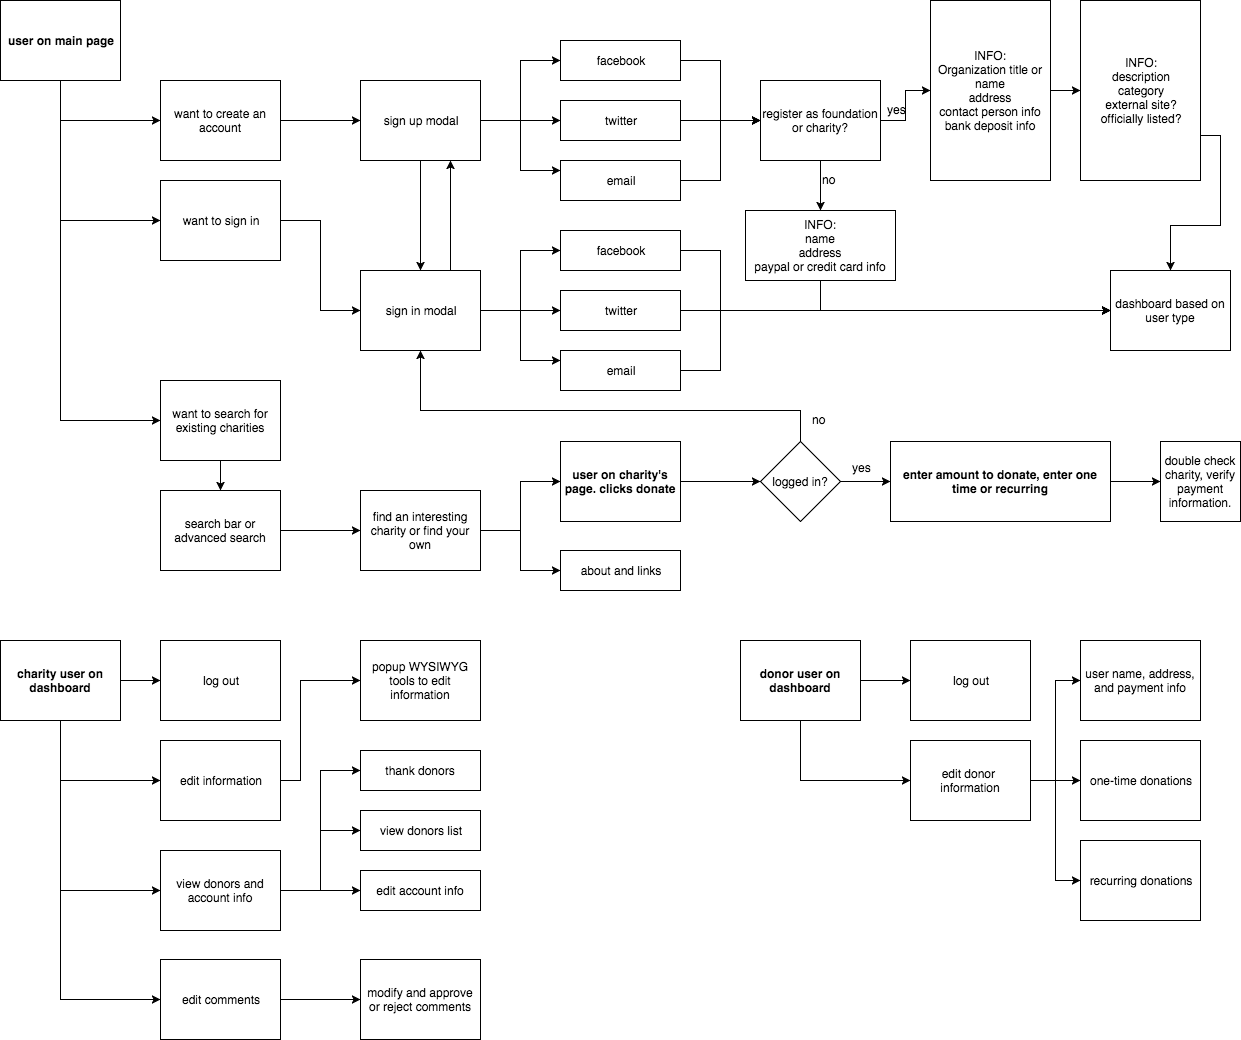 user on main page
want to create an
account
sign up modal
facebook
twitter
email
register as foundation
or charity?
yes
no
INFO:
Organization title or
name
address
contact person info
bank deposit info
INFO:
description
category
external site?
officially listed?
want to sign in
sign in modal
facebook
twitter
email
INFO:
name
address
paypal or credit card info
dashboard based on
user type
want to search for
existing charities
search bar or
advanced search
find an interesting
charity or find your
own
user on charity's
page. clicks donate
about and links
logged in?
no
yes
enter amount to donate, enter one
time or recurring
double check
charity, verify
payment
information.
charity user on
dashboard
log out
popup WYSIWYG
tools to edit
information
edit information
thank donors
view donors list
view donors and
account info
edit account info
edit comments
modify and approve
or reject comments
donor user on
dashboard
log out
user name, address,
and payment info
edit donor
information
one-time donations
recurring donations